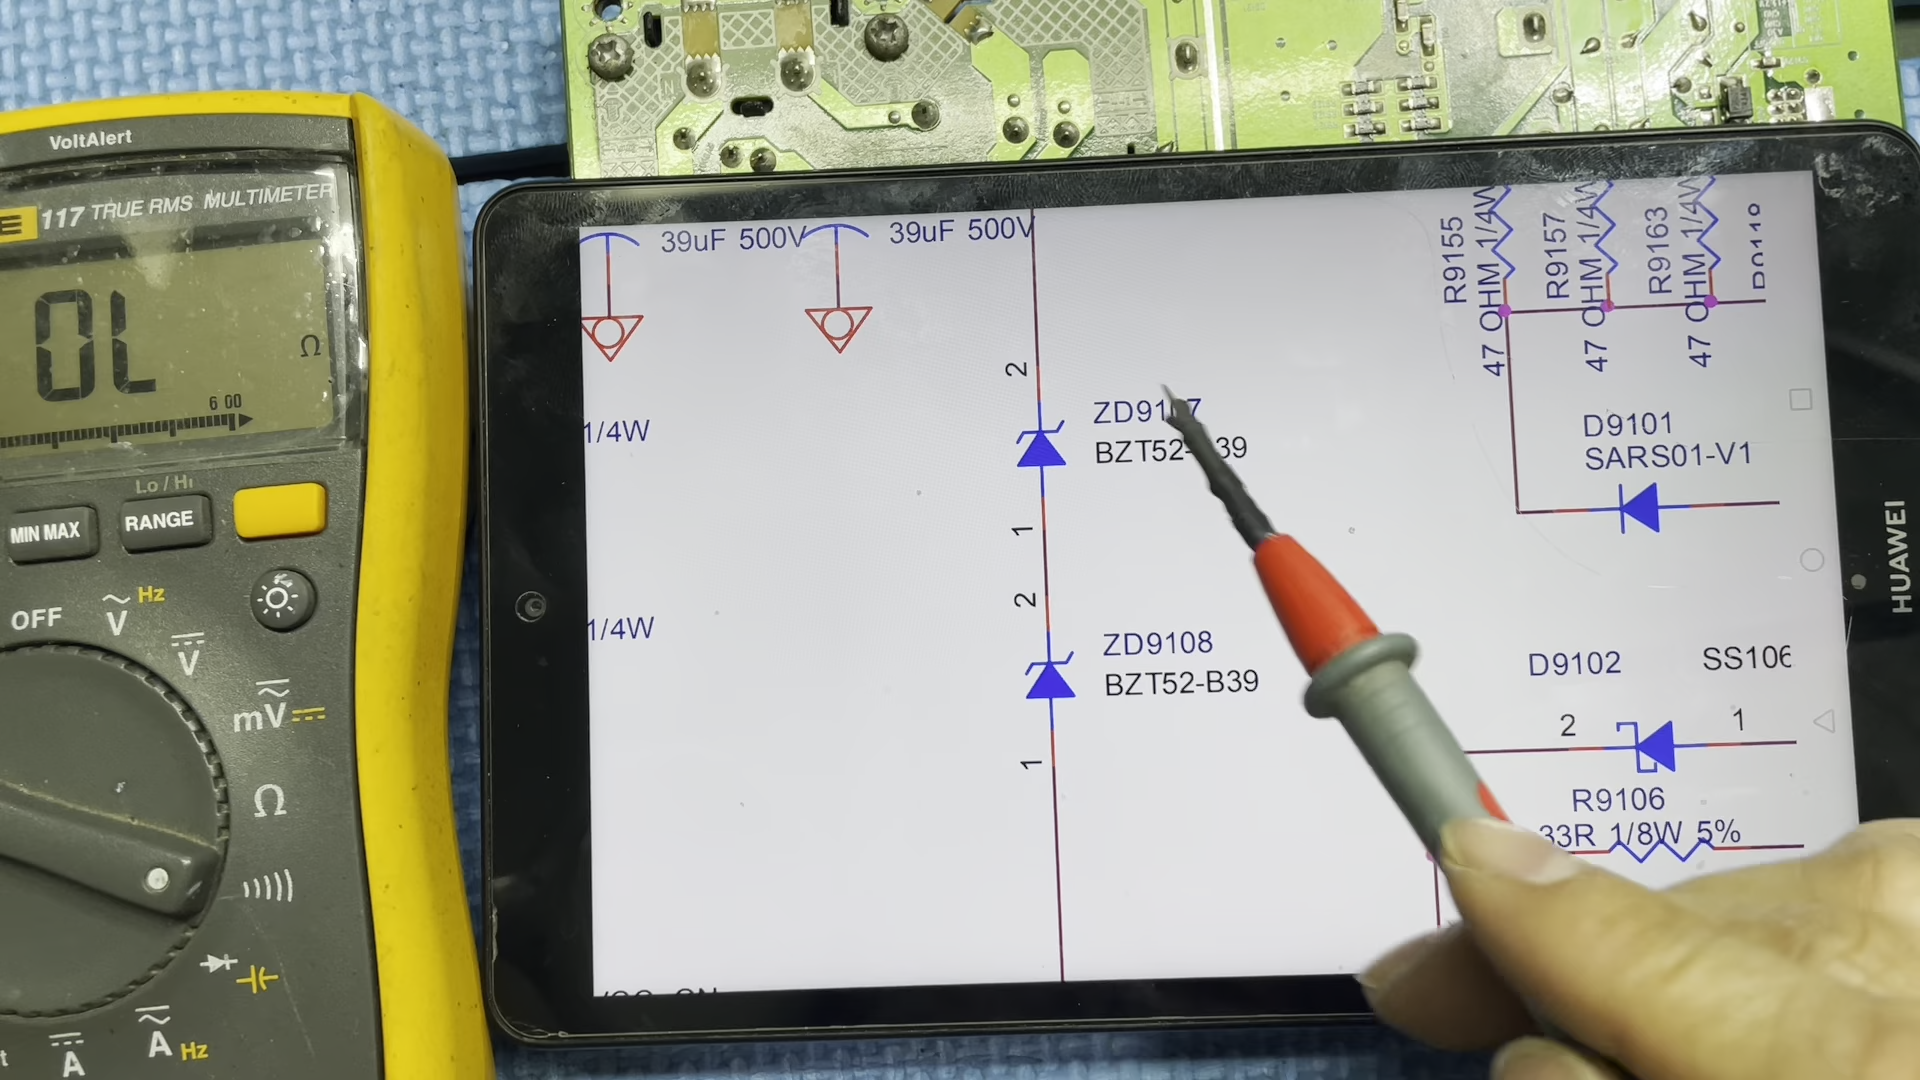 VoltAlert
117 TRUE RMS MULTIMETER
OL
Ω
6 00
Lo / Hi
MIN MAX
RANGE
OFF
V
Hz
V
mV
Ω
A
A
Hz
39uF 500V
39uF 500V
1/4W
1/4W
2
ZD9107
BZT52-B39
1
2
ZD9108
BZT52-B39
1
R9155
47 OHM 1/4W
R9157
47 OHM 1/4W
R9163
47 OHM 1/4W
D9101
SARS01-V1
D9102
SS106
2
1
R9106
33R 1/8W 5%
HUAWEI